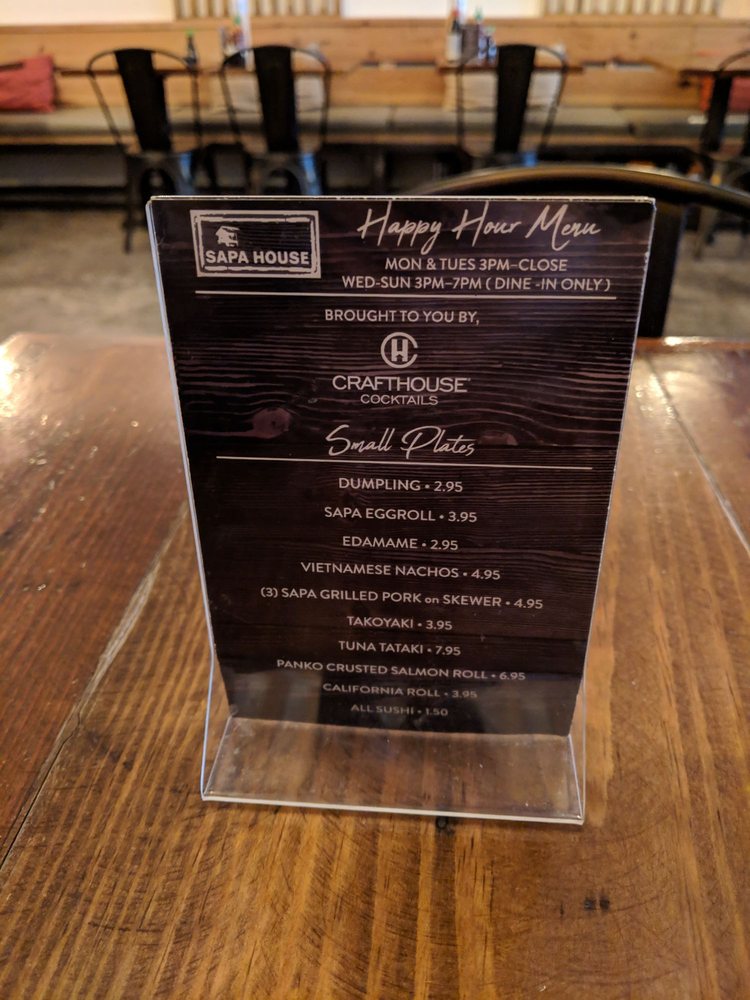 SAPA HOUSE
Happy Hour Menu
MON & TUES 3PM-CLOSE
WED-SUN 3PM-7PM ( DINE -IN ONLY )
BROUGHT TO YOU BY,
CRAFTHOUSE
COCKTAILS
Small Plates
DUMPLING • 2.95
SAPA EGGROLL • 3.95
EDAMAME • 2.95
VIETNAMESE NACHOS • 4.95
(3) SAPA GRILLED PORK on SKEWER • 4.95
TAKOYAKI • 3.95
TUNA TATAKI • 7.95
PANKO CRUSTED SALMON ROLL • 6.95
CALIFORNIA ROLL • 3.95
ALL SUSHI • 1.50